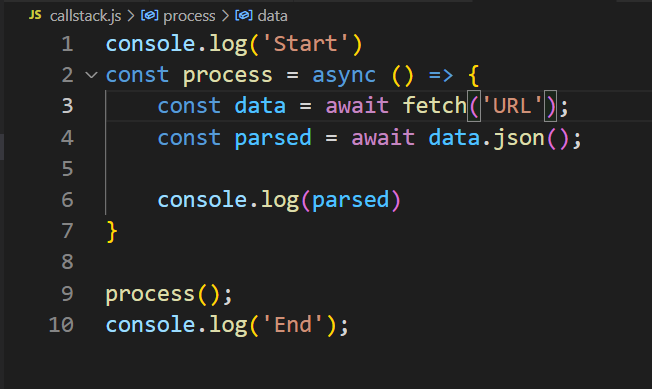 JS callstack.js > process > data
1 console.log('Start')
2 const process = async () => {
3     const data = await fetch('URL');
4     const parsed = await data.json();
5
6     console.log(parsed)
7 }
8
9 process();
10 console.log('End');